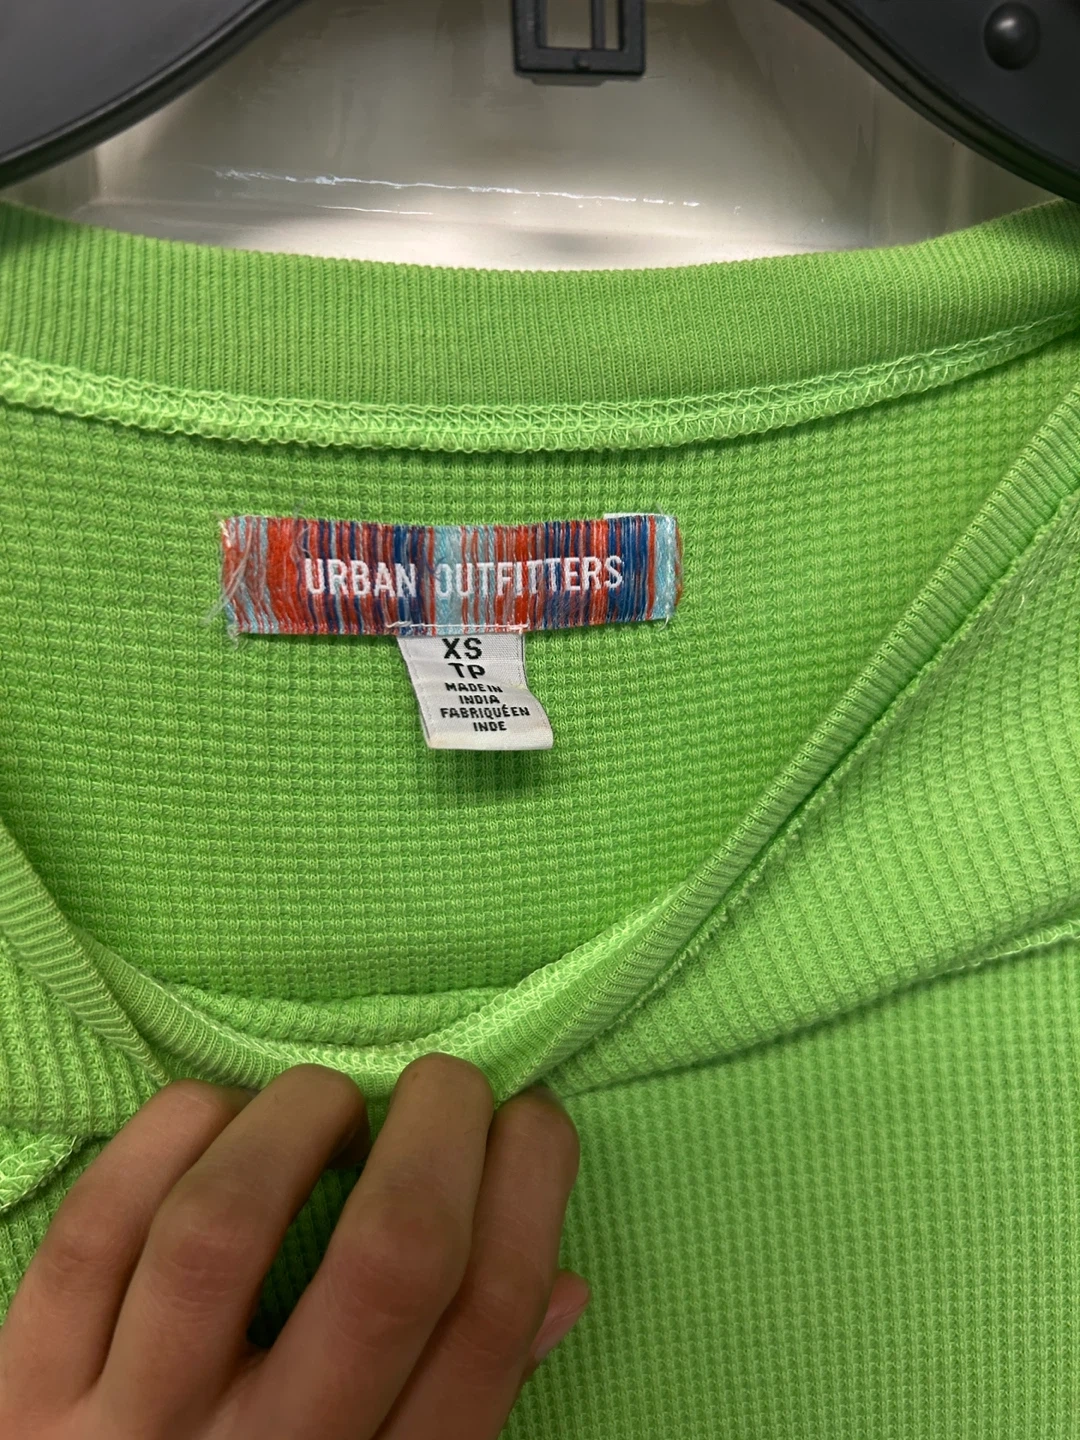 URBAN OUTFITTERS
XS
TP
MADE IN
INDIA
FABRIQUÉ EN
INDE